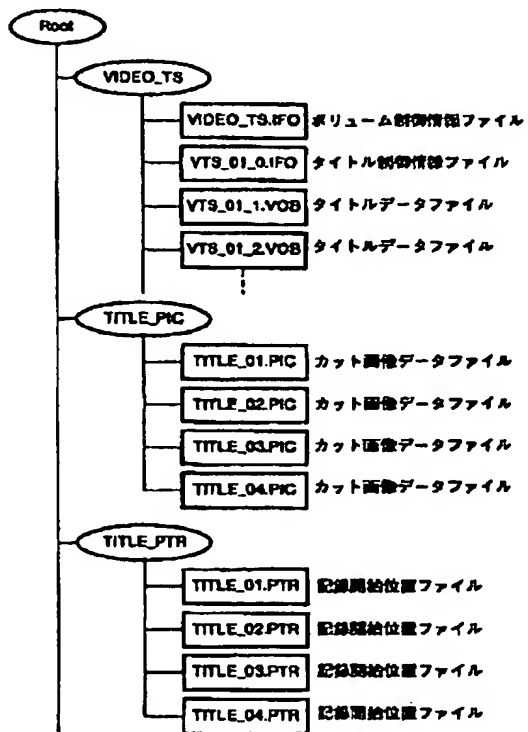 Root
VIDEO_TS
VIDEO_TS.IFO ボリューム制御情報ファイル
VTS_01_0.IFO タイトル制御情報ファイル
VTS_01_1.VOB タイトルデータファイル
VTS_01_2.VOB タイトルデータファイル
TITLE_PIC
TITLE_01.PIC カット画像データファイル
TITLE_02.PIC カット画像データファイル
TITLE_03.PIC カット画像データファイル
TITLE_04.PIC カット画像データファイル
TITLE_PTR
TITLE_01.PTR 記録開始位置ファイル
TITLE_02.PTR 記録開始位置ファイル
TITLE_03.PTR 記録開始位置ファイル
TITLE_04.PTR 記録開始位置ファイル